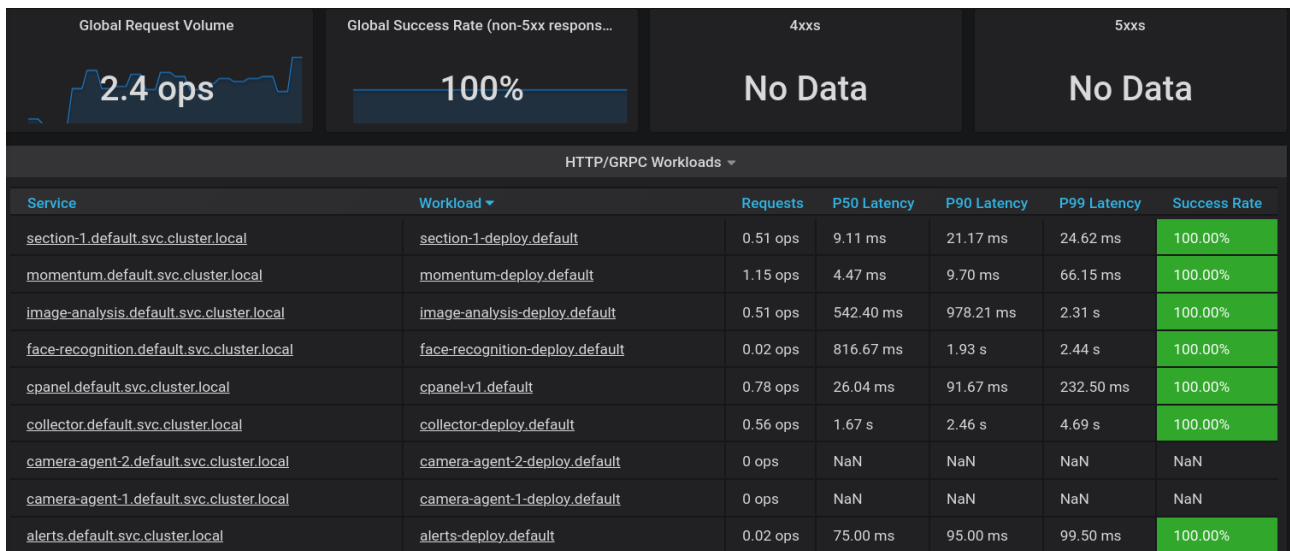 Global Request Volume
Global Success Rate (non-5xx respons...
4xxs
5xxs
2.4 ops
100%
No Data
No Data
HTTP/GRPC Workloads
Service Workload Requests P50 Latency P90 Latency P99 Latency Success Rate
section-1.default.svc.cluster.local section-1-deploy.default 0.51 ops 9.11 ms 21.17 ms 24.62 ms 100.00%
momentum.default.svc.cluster.local momentum-deploy.default 1.15 ops 4.47 ms 9.70 ms 66.15 ms 100.00%
image-analysis.default.svc.cluster.local image-analysis-deploy.default 0.51 ops 542.40 ms 978.21 ms 2.31 s 100.00%
face-recognition.default.svc.cluster.local face-recognition-deploy.default 0.02 ops 816.67 ms 1.93 s 2.44 s 100.00%
cpanel.default.svc.cluster.local cpanel-v1.default 0.78 ops 26.04 ms 91.67 ms 232.50 ms 100.00%
collector.default.svc.cluster.local collector-deploy.default 0.56 ops 1.67 s 2.46 s 4.69 s 100.00%
camera-agent-2.default.svc.cluster.local camera-agent-2-deploy.default 0 ops NaN NaN NaN NaN
camera-agent-1.default.svc.cluster.local camera-agent-1-deploy.default 0 ops NaN NaN NaN NaN
alerts.default.svc.cluster.local alerts-deploy.default 0.02 ops 75.00 ms 95.00 ms 99.50 ms 100.00%